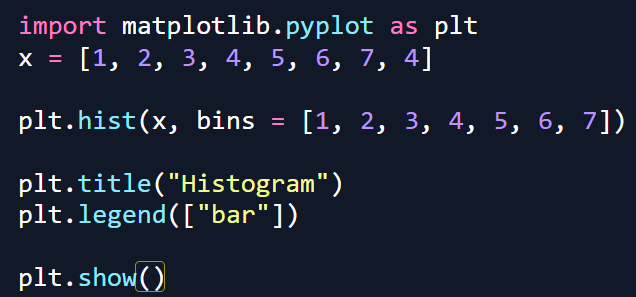 import matplotlib.pyplot as plt
x = [1, 2, 3, 4, 5, 6, 7, 4]
plt.hist(x, bins = [1, 2, 3, 4, 5, 6, 7])
plt.title("Histogram")
plt.legend(["bar"])
plt.show()